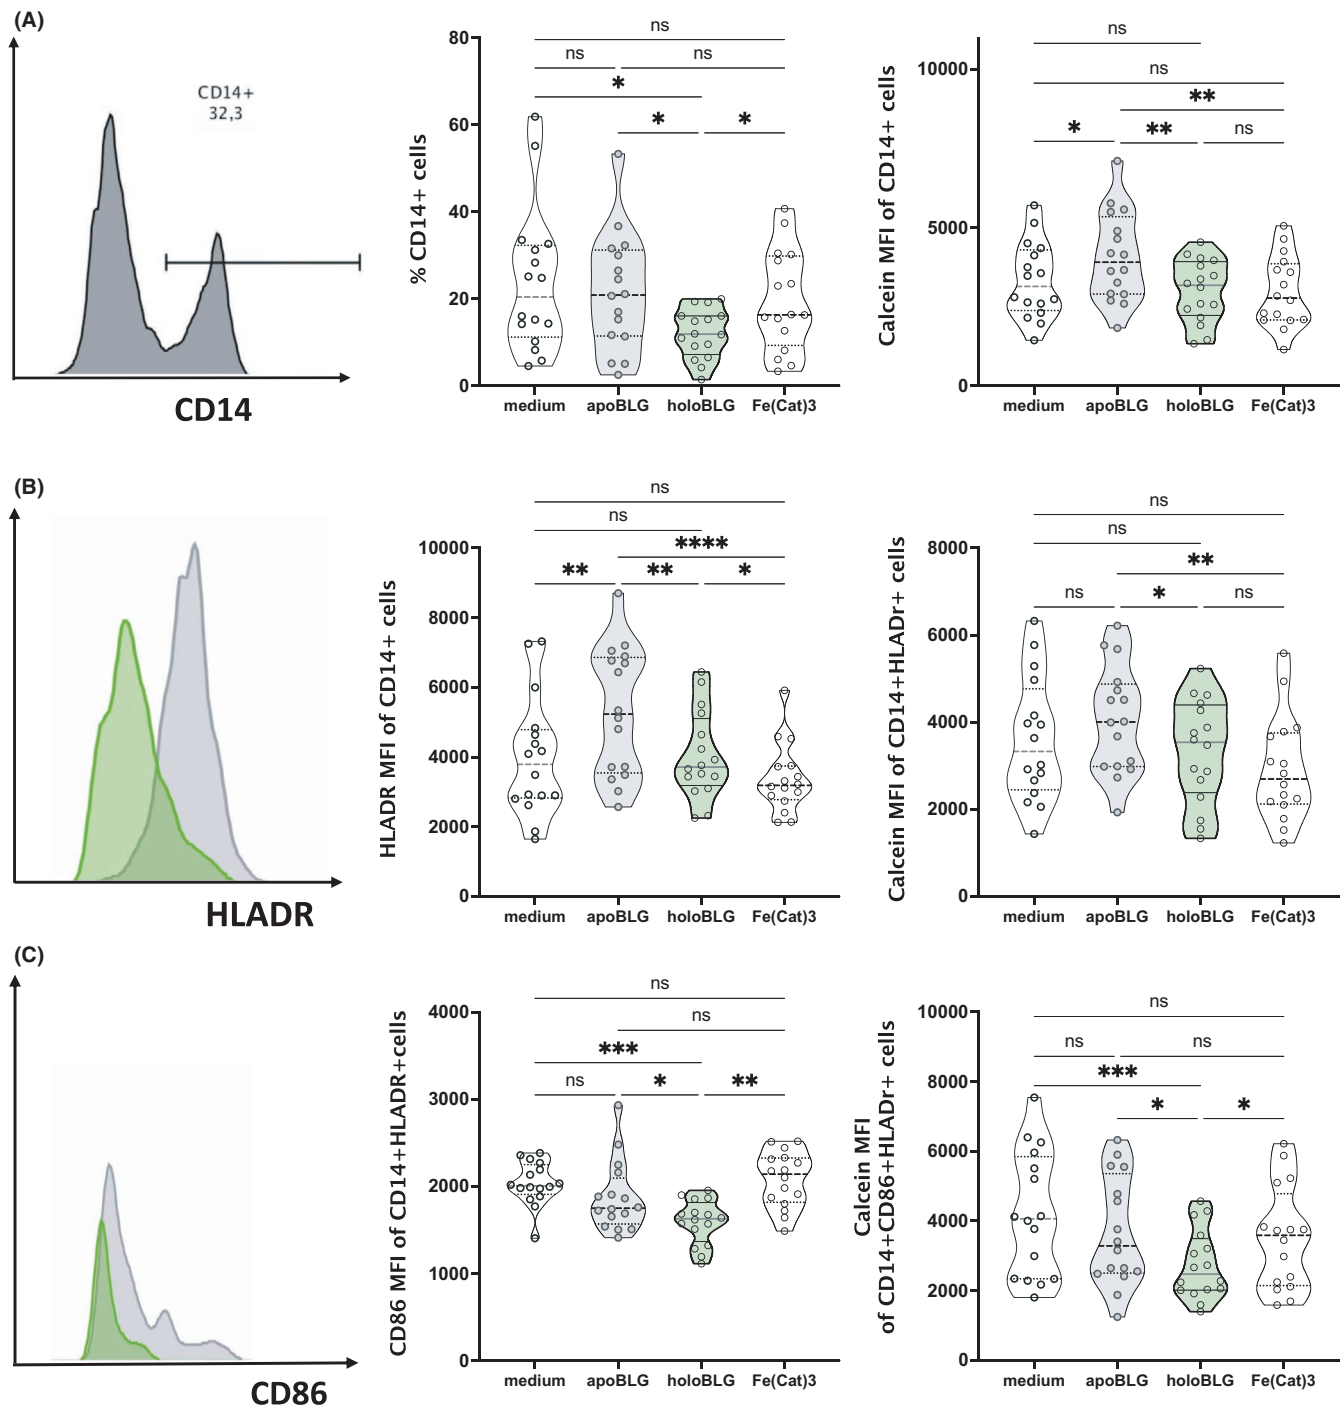 (A)
CD14+
32,3
CD14
% CD14+ cells
80
60
40
20
0
ns
ns
ns
*
*
*
medium
apoBLG
holoBLG
Fe(Cat)3
Calcein MFI of CD14+ cells
10000
5000
0
ns
ns
**
*
**
ns
medium
apoBLG
holoBLG
Fe(Cat)3
(B)
HLADR
HLADR MFI of CD14+ cells
10000
8000
6000
4000
2000
0
ns
ns
****
**
**
*
medium
apoBLG
holoBLG
Fe(Cat)3
Calcein MFI of CD14+HLADr+ cells
8000
6000
4000
2000
0
ns
ns
**
ns
*
ns
medium
apoBLG
holoBLG
Fe(Cat)3
(C)
CD86
CD86 MFI of CD14+HLADR+cells
4000
3000
2000
1000
0
ns
ns
***
ns
*
**
medium
apoBLG
holoBLG
Fe(Cat)3
Calcein MFI
of CD14+CD86+HLADr+ cells
10000
8000
6000
4000
2000
0
ns
ns
ns
***
*
*
medium
apoBLG
holoBLG
Fe(Cat)3